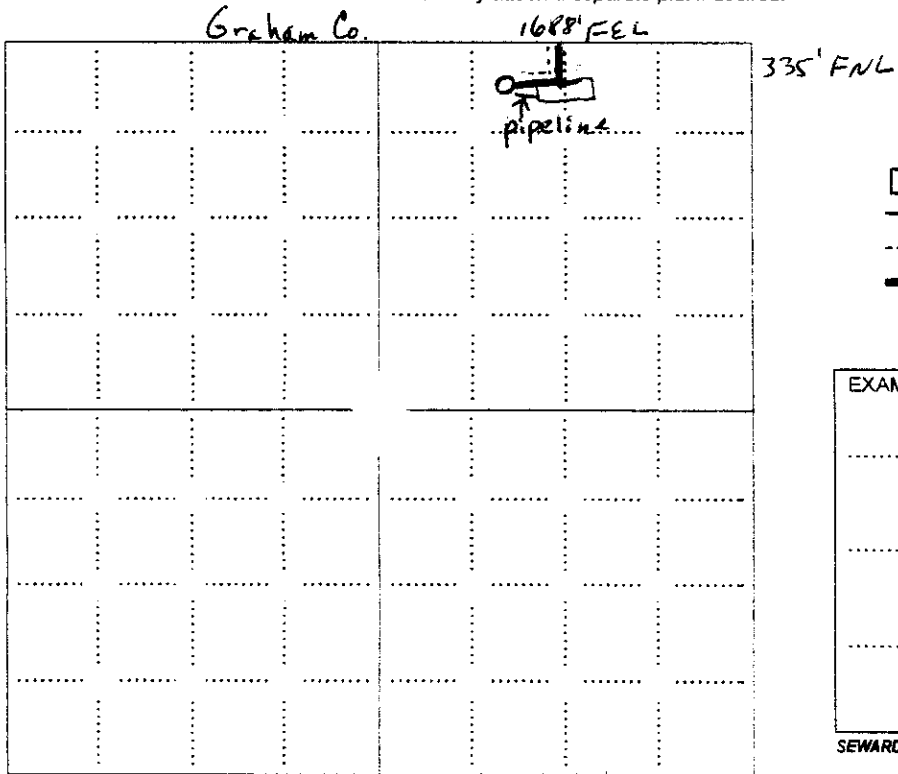 Graham Co.
1688' FEL
335' FNL
pipeline
EXAM
SEWARD